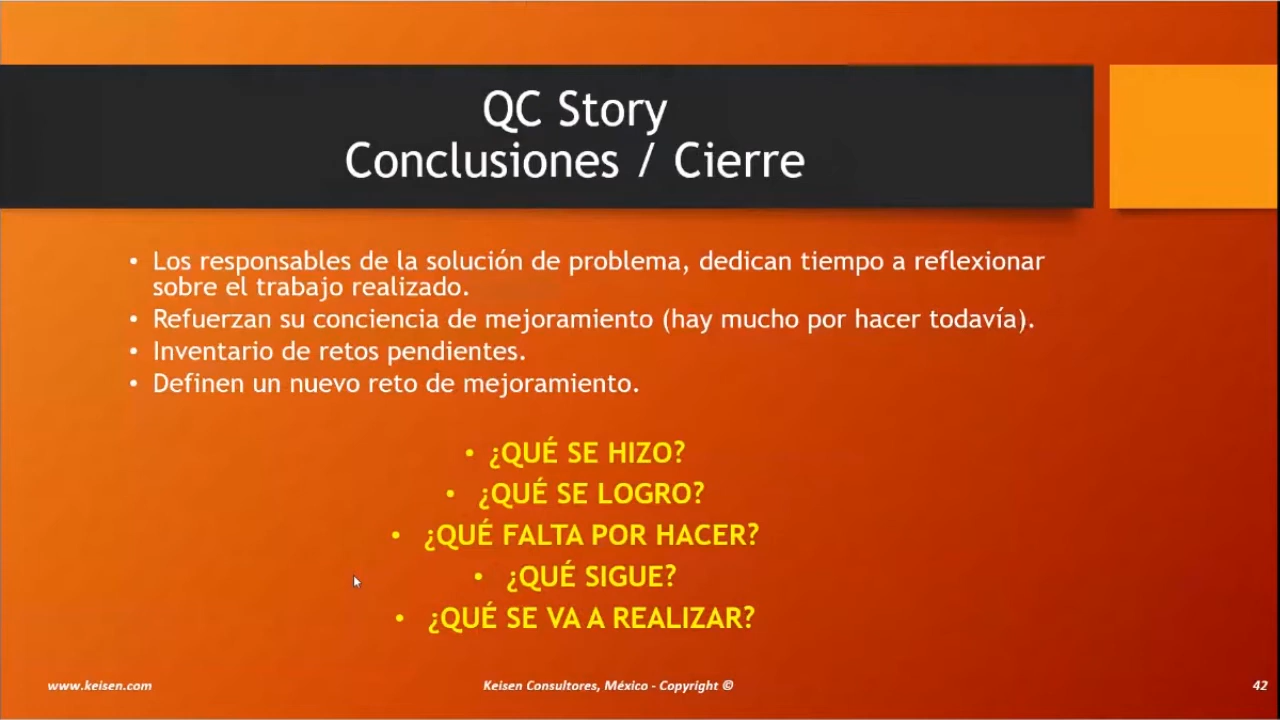 QC Story
Conclusiones / Cierre
• Los responsables de la solución de problema, dedican tiempo a reflexionar
sobre el trabajo realizado.
• Refuerzan su conciencia de mejoramiento (hay mucho por hacer todavía).
• Inventario de retos pendientes.
• Definen un nuevo reto de mejoramiento.
• ¿QUÉ SE HIZO?
• ¿QUÉ SE LOGRO?
• ¿QUÉ FALTA POR HACER?
• ¿QUÉ SIGUE?
• ¿QUÉ SE VA A REALIZAR?
www.keisen.com Keisen Consultores, México - Copyright © 42